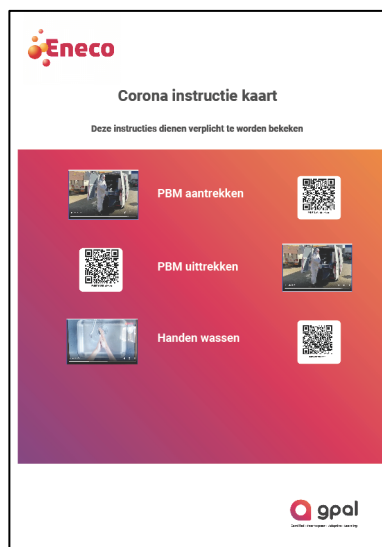 Eneco
Corona instructie kaart
Deze instructies dienen verplicht te worden bekeken
PBM aantrekken
PBM uittrekken
Handen wassen
gpal